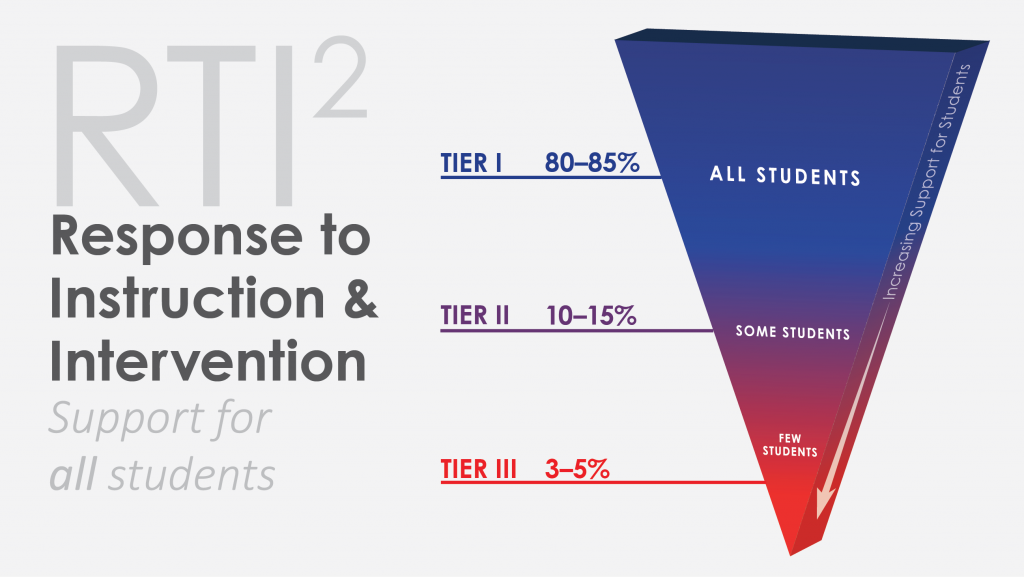 RTI²
Response to
Instruction &
Intervention
Support for
all students
TIER I 80–85%
ALL STUDENTS
TIER II 10–15%
SOME STUDENTS
TIER III 3–5%
FEW
STUDENTS
Increasing Support for Students